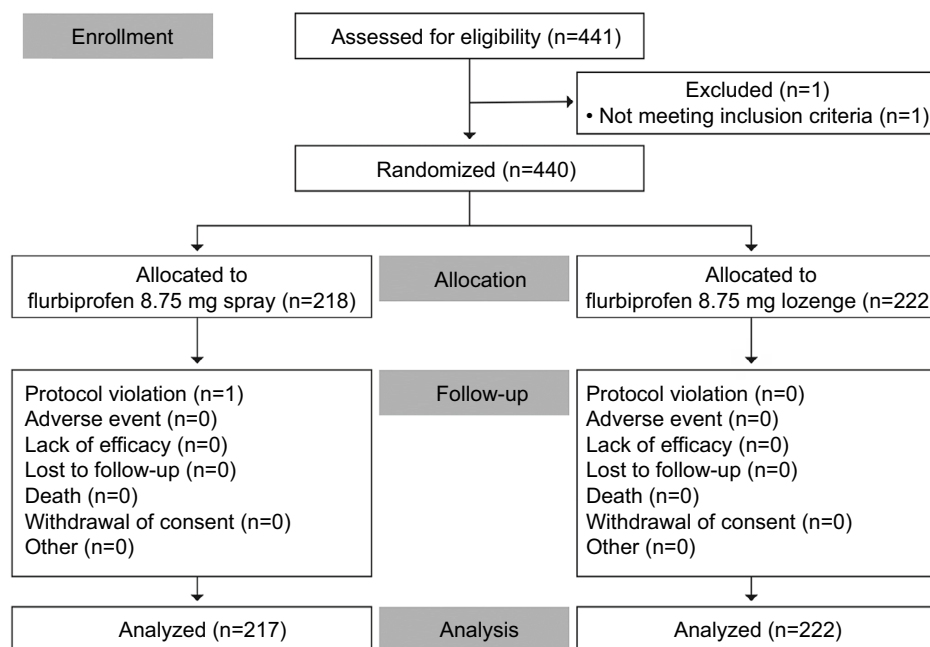 Enrollment
Assessed for eligibility (n=441)
Excluded (n=1)
• Not meeting inclusion criteria (n=1)
Randomized (n=440)
Allocated to
flurbiprofen 8.75 mg spray (n=218)
Allocation
Allocated to
flurbiprofen 8.75 mg lozenge (n=222)
Protocol violation (n=1)
Adverse event (n=0)
Lack of efficacy (n=0)
Lost to follow-up (n=0)
Death (n=0)
Withdrawal of consent (n=0)
Other (n=0)
Follow-up
Protocol violation (n=0)
Adverse event (n=0)
Lack of efficacy (n=0)
Lost to follow-up (n=0)
Death (n=0)
Withdrawal of consent (n=0)
Other (n=0)
Analyzed (n=217)
Analysis
Analyzed (n=222)